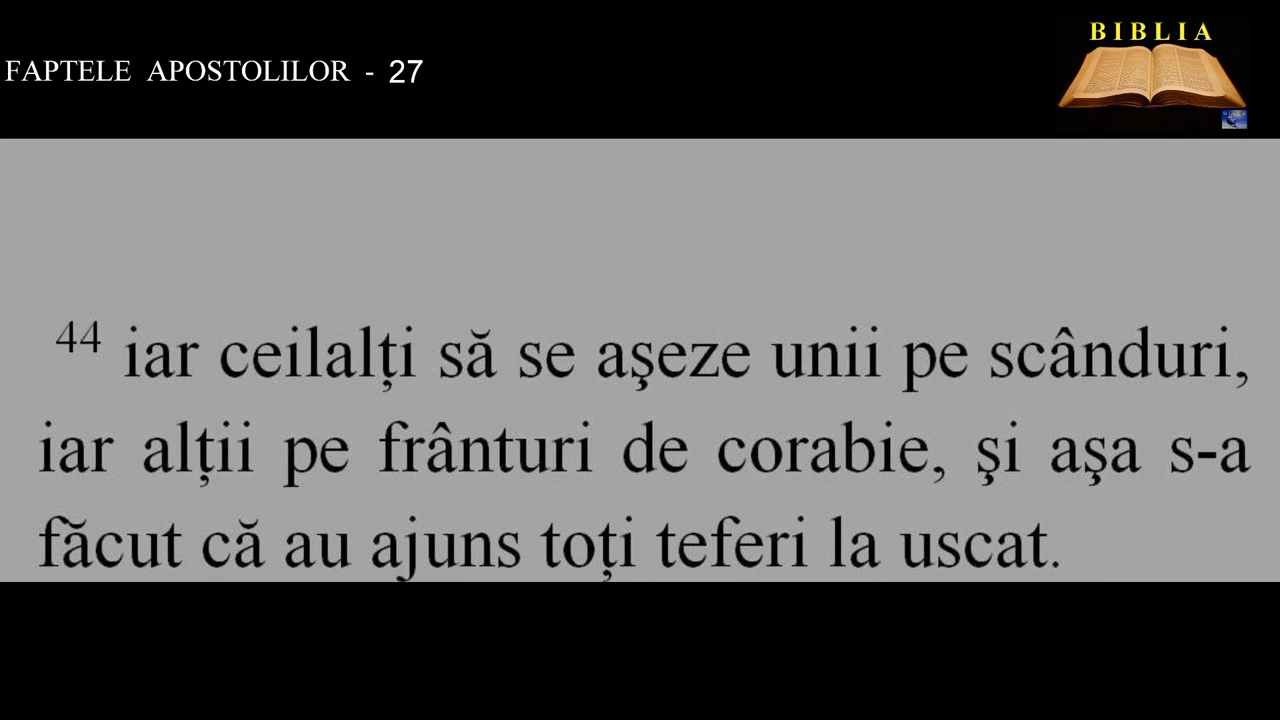 BIBLIA
FAPTELE APOSTOLILOR - 27
44 iar ceilalți să se aşeze unii pe scânduri,
iar alții pe frânturi de corabie, şi aşa s-a
făcut că au ajuns toți teferi la uscat.